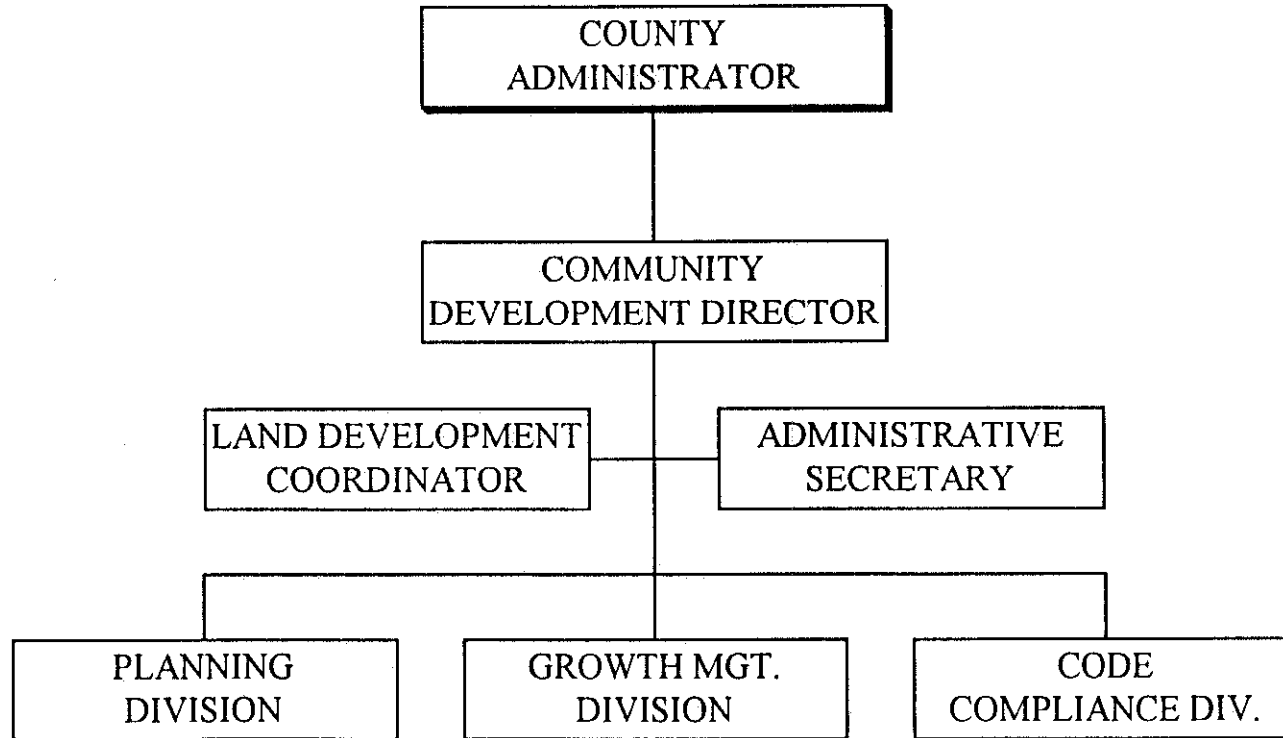 COUNTY
ADMINISTRATOR
COMMUNITY
DEVELOPMENT DIRECTOR
LAND DEVELOPMENT
COORDINATOR
ADMINISTRATIVE
SECRETARY
PLANNING
DIVISION
GROWTH MGT.
DIVISION
CODE
COMPLIANCE DIV.